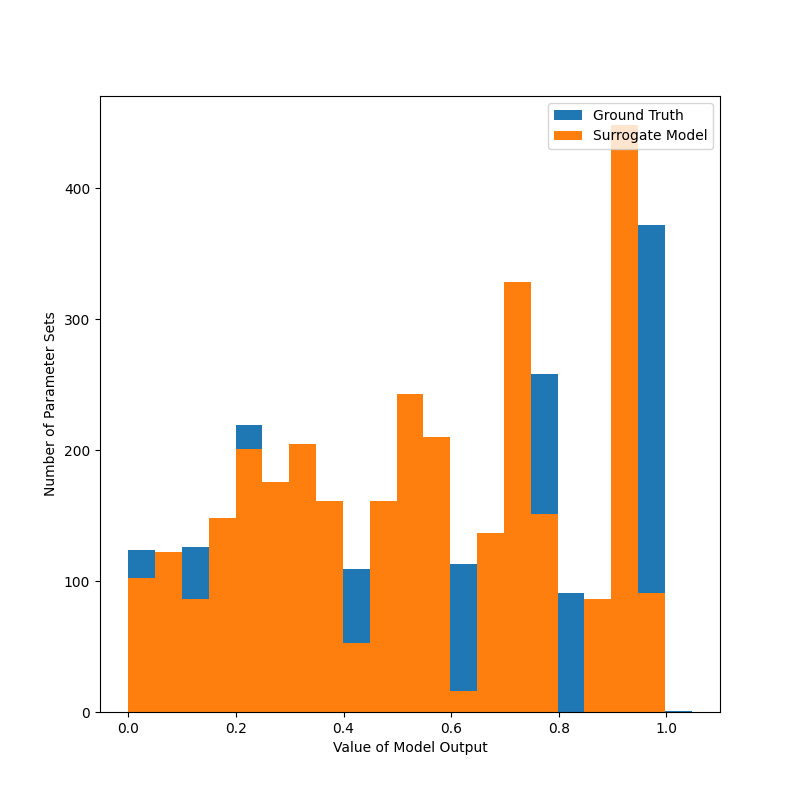 Ground Truth
Surrogate Model
Number of Parameter Sets
400
300
200
100
0
0.0 0.2 0.4 0.6 0.8 1.0
Value of Model Output